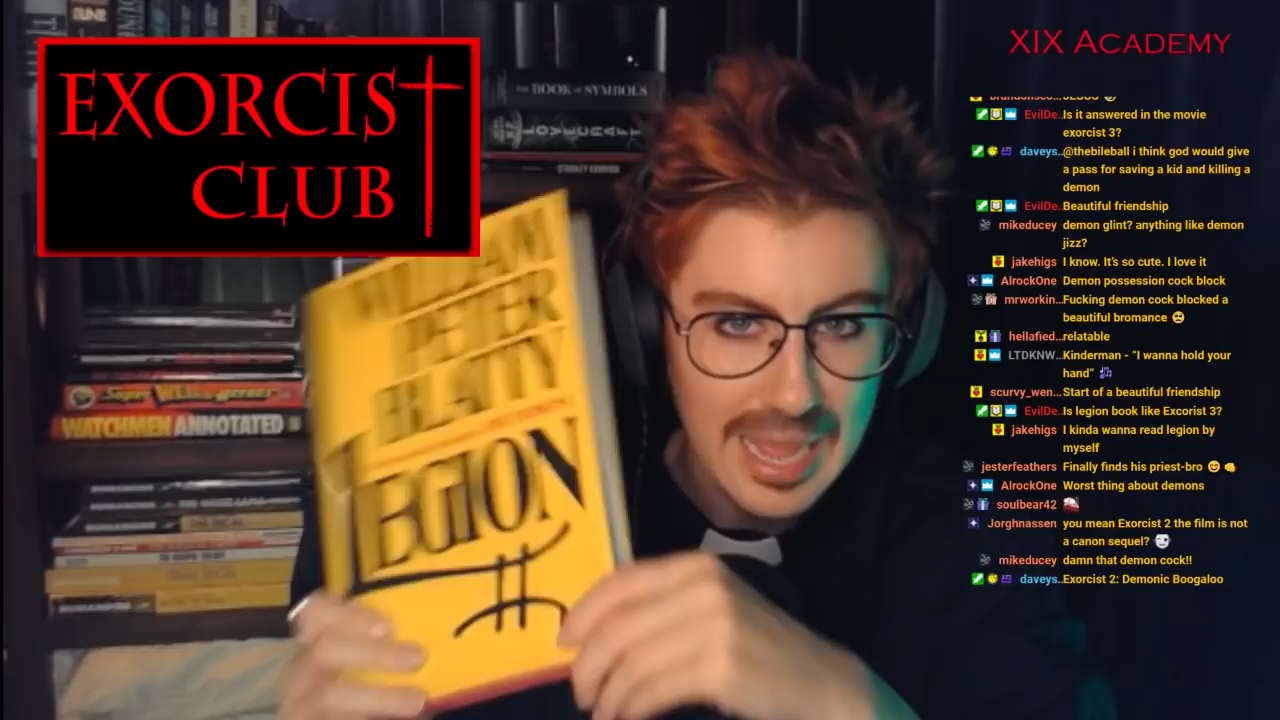 EXORCIST
CLUB
THE BOOK OF SYMBOLS
LOVECRAFT
STANLEY KUBRICK
WATCHMEN ANNOTATED
WILLIAM
PETER
BLATTY
LEGION
XIX ACADEMY
EvilDe.. Is it answered in the movie
exorcist 3?
daveys.. @thebileball i think god would give
a pass for saving a kid and killing a
demon
EvilDe.. Beautiful friendship
mikeducey demon glint? anything like demon
jizz?
jakehigs I know. It's so cute. I love it
AlrockOne Demon possession cock block
mrworkin... Fucking demon cock blocked a
beautiful bromance
hellafied... relatable
LTDKNW... Kinderman - “I wanna hold your
hand”
scurvy_wen... Start of a beautiful friendship
EvilDe.. Is legion book like Excorist 3?
jakehigs I kinda wanna read legion by
myself
jesterfeathers Finally finds his priest-bro
AlrockOne Worst thing about demons
soulbear42
Jorghnassen you mean Exorcist 2 the film is not
a canon sequel?
mikeducey damn that demon cock!!
daveys.. Exorcist 2: Demonic Boogaloo